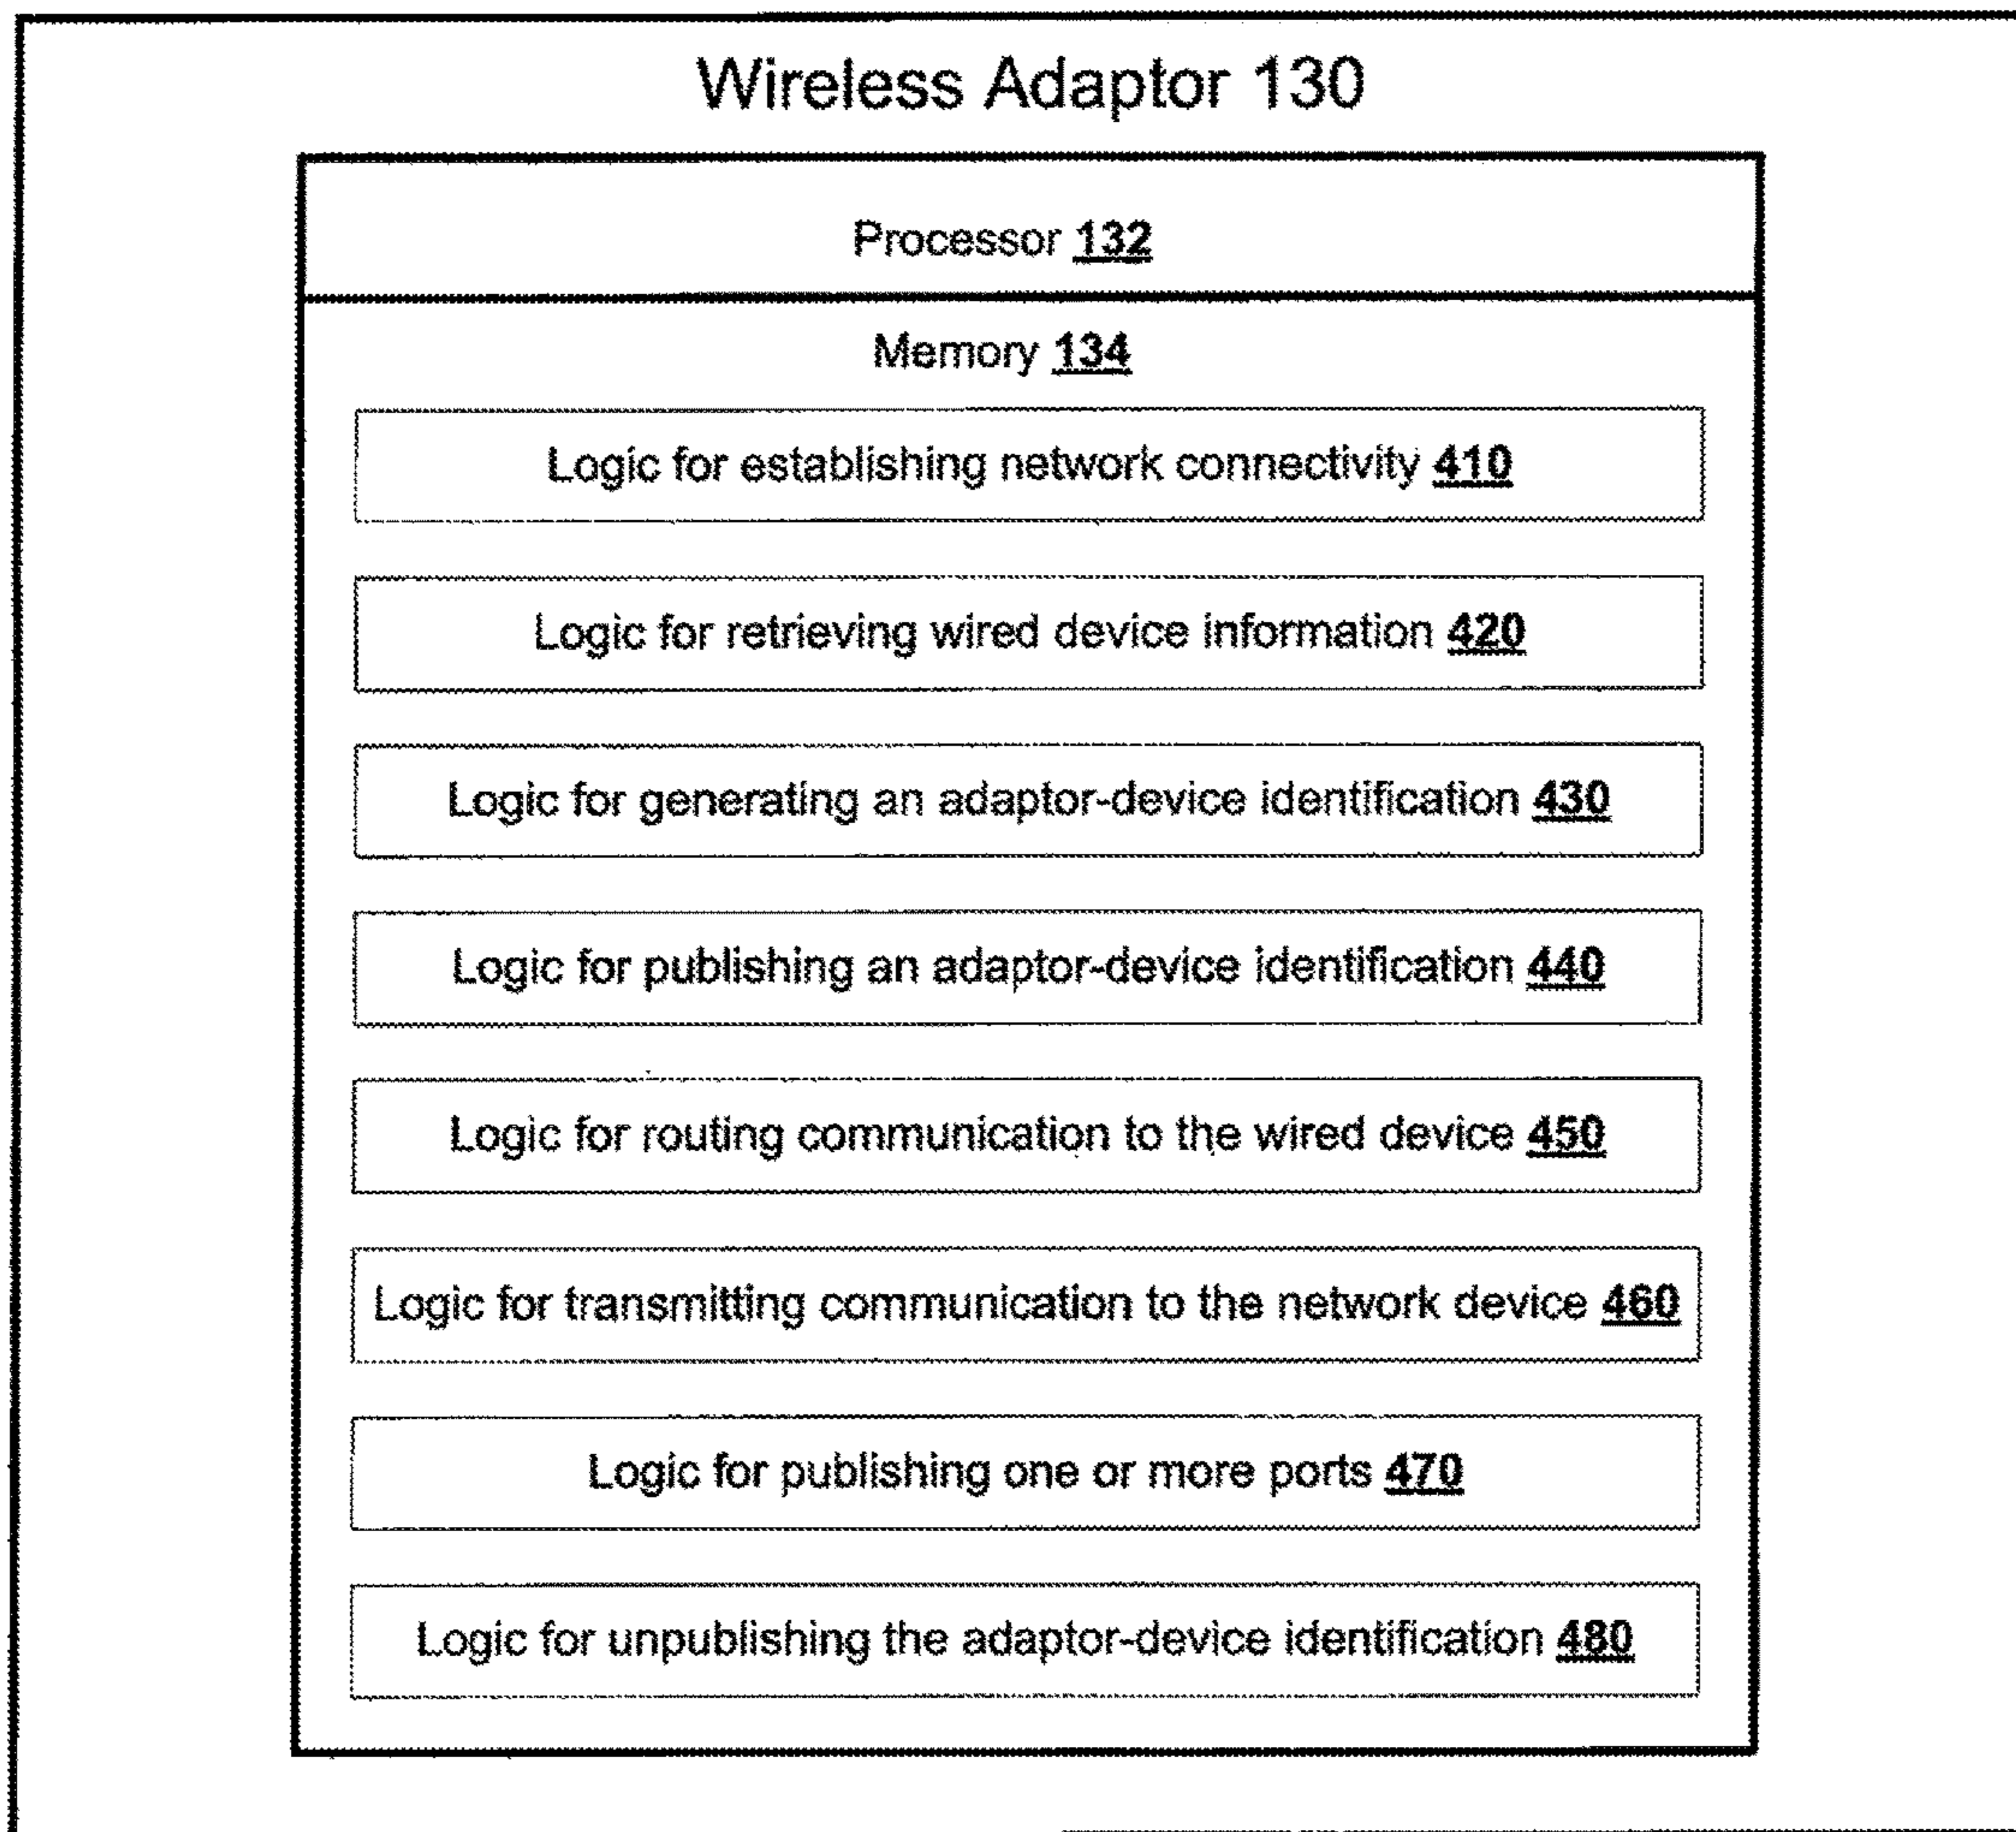 Wireless Adaptor 130
Processor 132
Memory 134
Logic for establishing network connectivity 410
Logic for retrieving wired device information 420
Logic for generating an adaptor-device identification 430
Logic for publishing an adaptor-device identification 440
Logic for routing communication to the wired device 450
Logic for transmitting communication to the network device 460
Logic for publishing one or more ports 470
Logic for unpublishing the adaptor-device identification 480